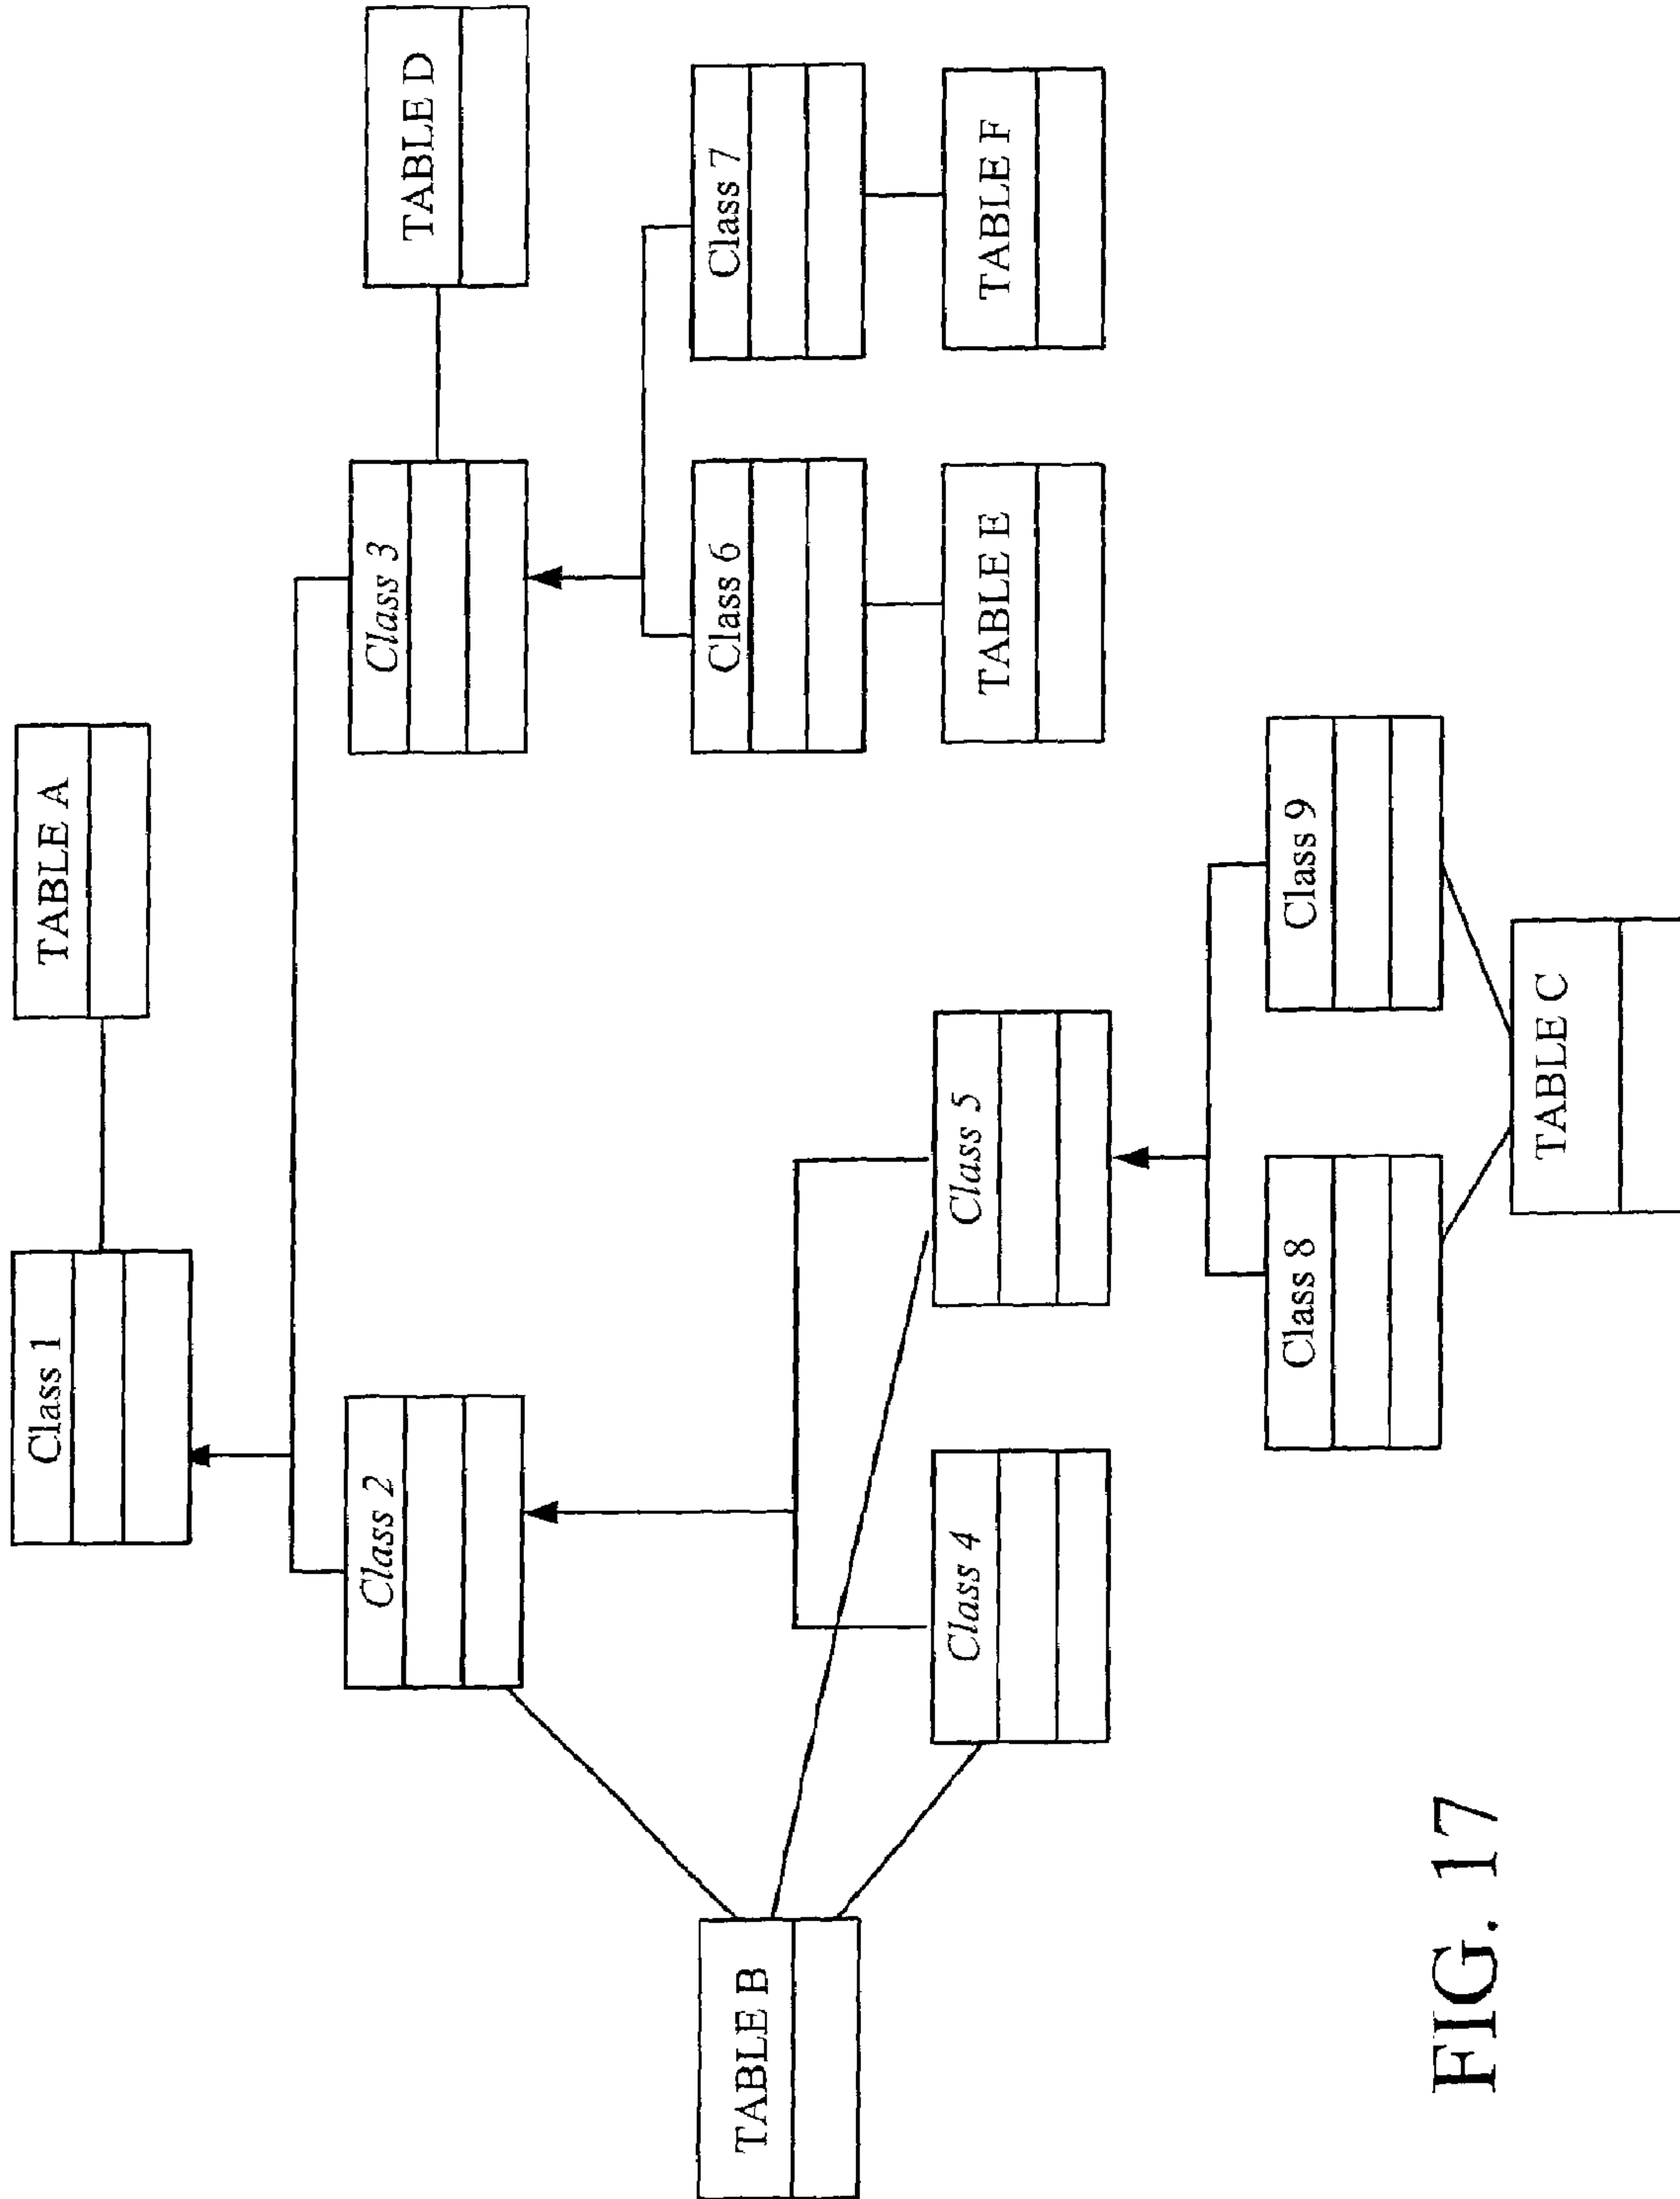 Class 1
TABLE A
Class 2
Class 3
TABLE D
TABLE B
Class 6
Class 7
Class 4
Class 5
TABLE E
TABLE F
Class 8
Class 9
TABLE C
FIG. 17